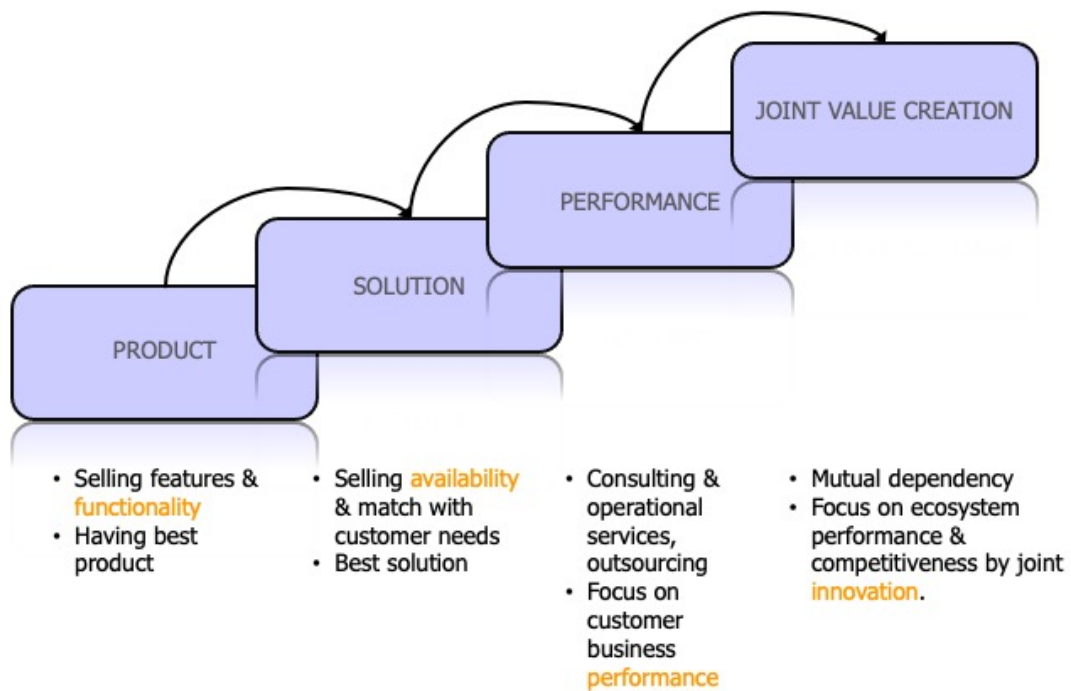 JOINT VALUE CREATION
PERFORMANCE
SOLUTION
PRODUCT
• Selling features &
functionality
• Having best
product
• Selling availability
& match with
customer needs
• Best solution
• Consulting &
operational
services,
outsourcing
• Focus on
customer
business
performance
• Mutual dependency
• Focus on ecosystem
performance &
competitiveness by joint
innovation.